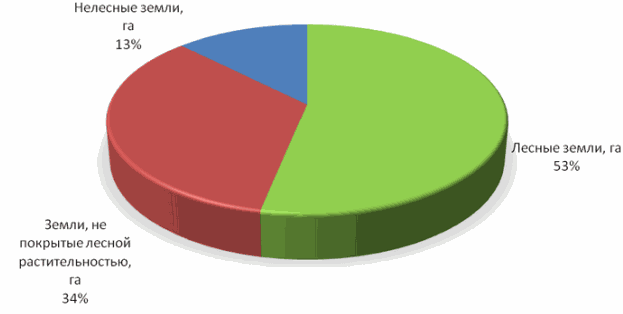 Нелесные земли,
га
13%
Лесные земли, га
53%
Земли, не
покрытые лесной
растительностью,
га
34%